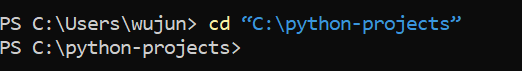 PS C:\Users\wujun> cd “C:\python-projects”
PS C:\python-projects>